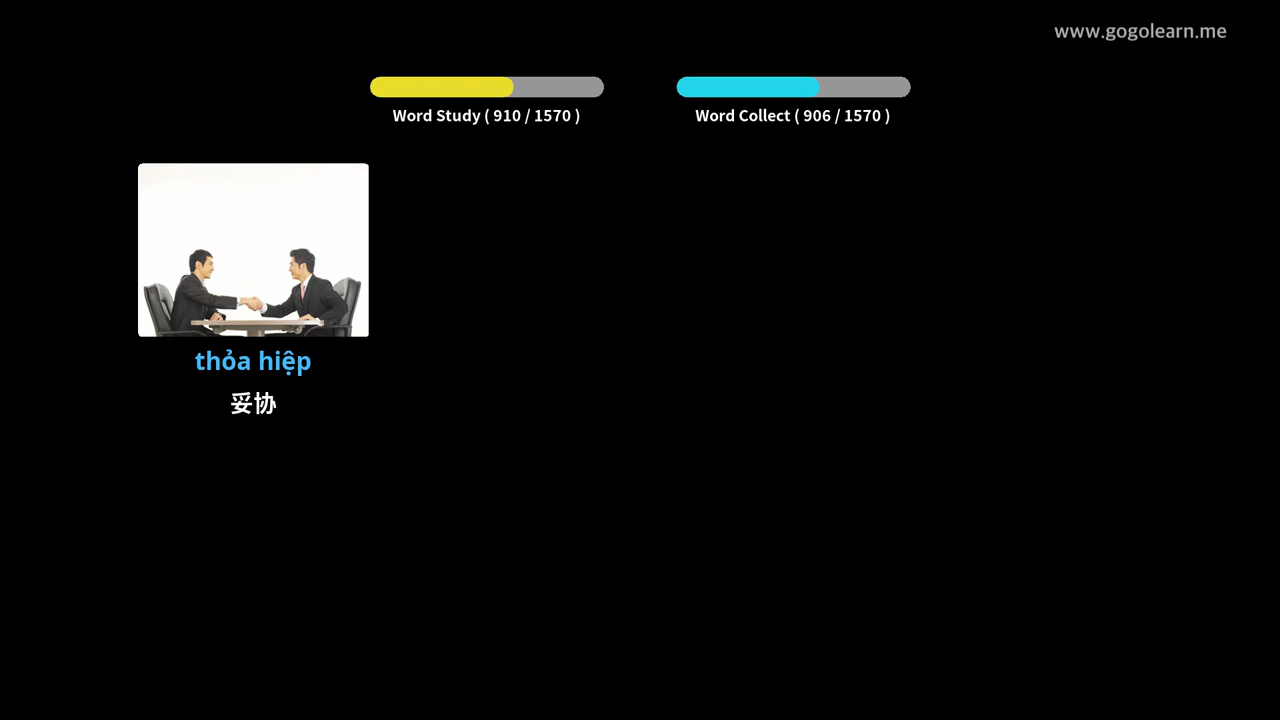 www.gogolearn.me
Word Study ( 910 / 1570 )
Word Collect ( 906 / 1570 )
thỏa hiệp
妥协